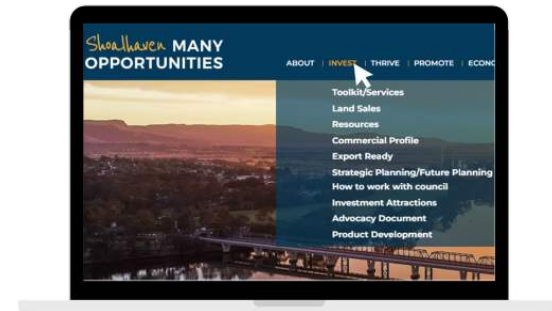 Shoalhaven MANY
OPPORTUNITIES
ABOUT | INVEST | THRIVE | PROMOTE | ECONO
Toolkit/Services
Land Sales
Resources
Commercial Profile
Export Ready
Strategic Planning/Future Planning
How to work with council
Investment Attractions
Advocacy Document
Product Development